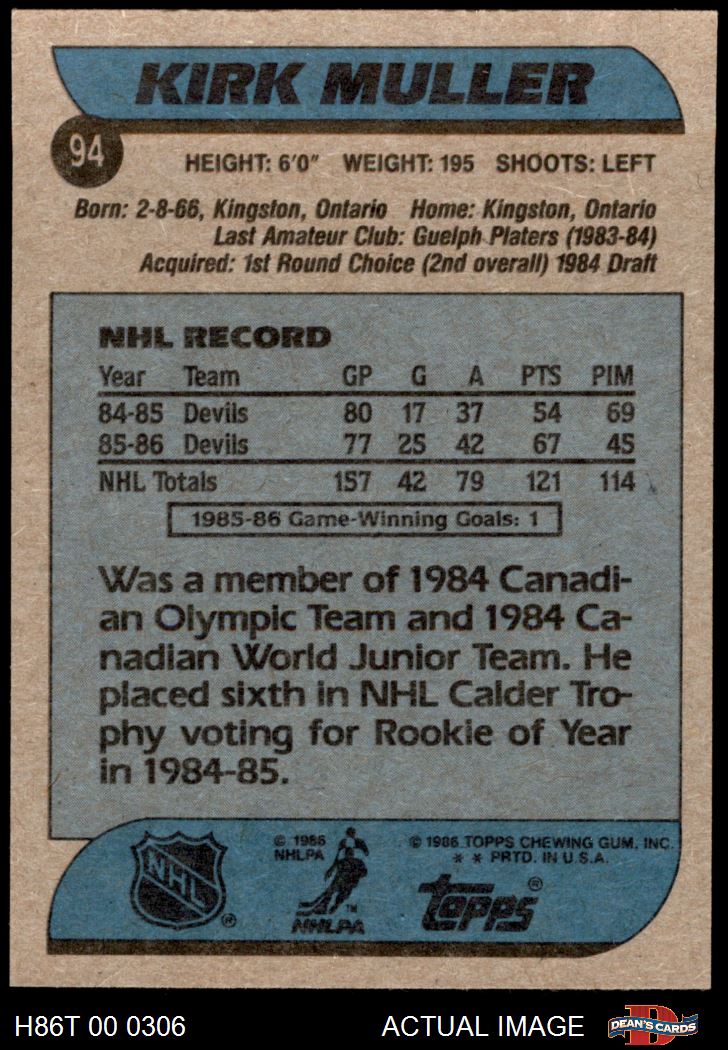 KIRK MULLER
94
HEIGHT: 6'0" WEIGHT: 195 SHOOTS: LEFT
Born: 2-8-66, Kingston, Ontario Home: Kingston, Ontario
Last Amateur Club: Guelph Platers (1983-84)
Acquired: 1st Round Choice (2nd overall) 1984 Draft
NHL RECORD
Year Team GP G A PTS PIM
84-85 Devils 80 17 37 54 69
85-86 Devils 77 25 42 67 45
NHL Totals 157 42 79 121 114
1985-86 Game-Winning Goals: 1
Was a member of 1984 Canadi-
an Olympic Team and 1984 Ca-
nadian World Junior Team. He
placed sixth in NHL Calder Tro-
phy voting for Rookie of Year
in 1984-85.
NHL ®
© 1986
NHLPA
™
NHLPA
© 1986 TOPPS CHEWING GUM, INC.
* * PRTD. IN U.S.A.
topps ®
H86T 00 0306 ACTUAL IMAGE
D
DEAN'S CARDS